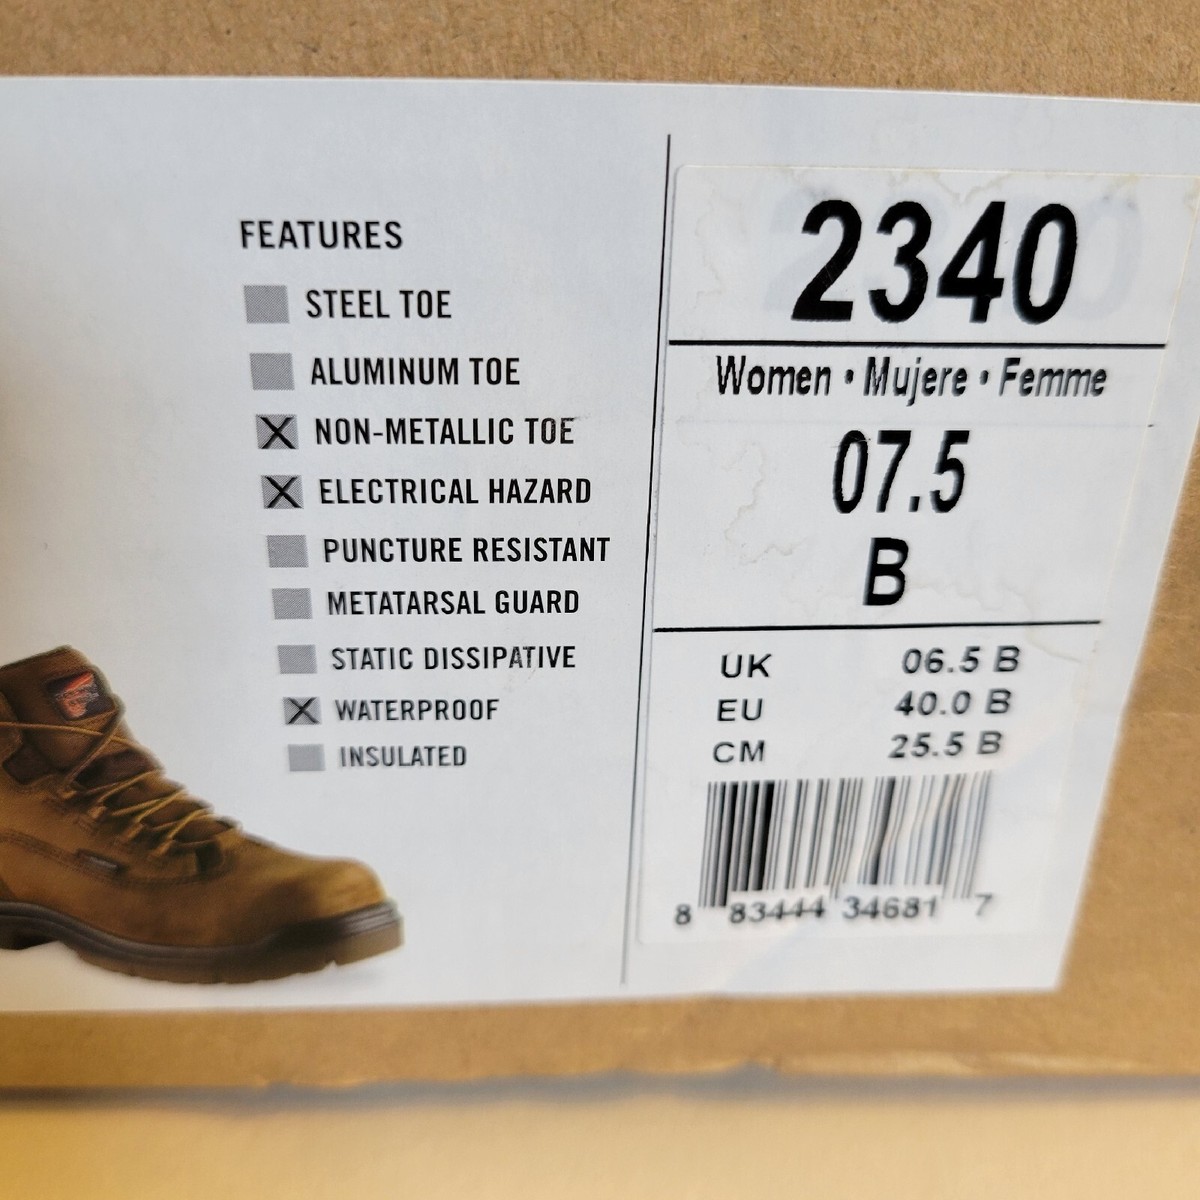 FEATURES
STEEL TOE
ALUMINUM TOE
NON-METALLIC TOE
ELECTRICAL HAZARD
PUNCTURE RESISTANT
METATARSAL GUARD
STATIC DISSIPATIVE
WATERPROOF
INSULATED
2340
Women • Mujere • Femme
07.5
B
UK 06.5 B
EU 40.0 B
CM 25.5 B
8 83444 34681 7